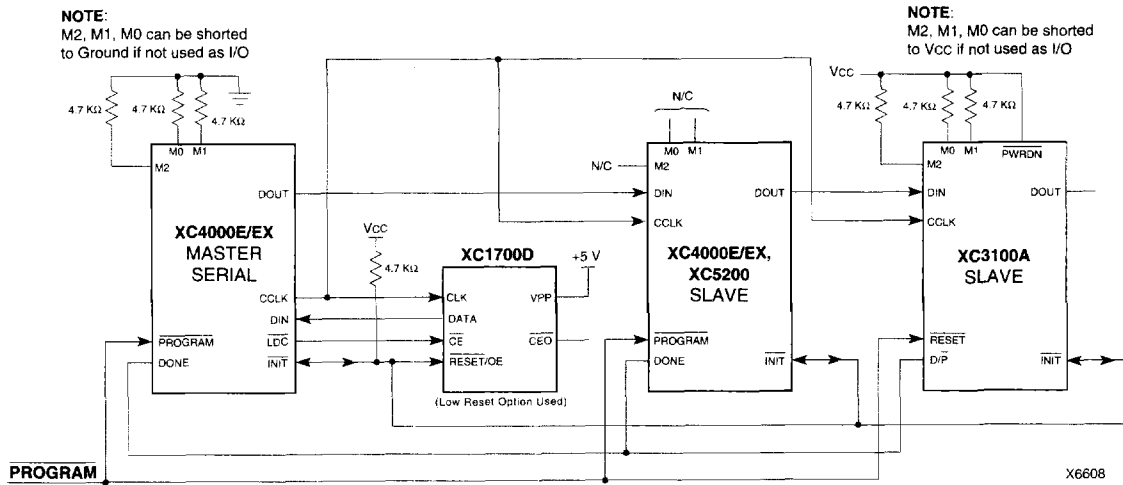 NOTE:
M2, M1, M0 can be shorted
to Ground if not used as I/O
NOTE:
M2, M1, M0 can be shorted
to VCC if not used as I/O
4.7 KΩ
4.7 KΩ
4.7 KΩ
M0 M1
M2
DOUT
XC4000E/EX
MASTER
SERIAL
CCLK
DIN
PROGRAM
LDC
DONE
INIT
VCC
4.7 KΩ
XC1700D
+5 V
CLK
VPP
DATA
CE
CEO
RESET/OE
(Low Reset Option Used)
N/C
M0 M1
N/C
M2
DIN
DOUT
CCLK
XC4000E/EX,
XC5200
SLAVE
PROGRAM
DONE
INIT
VCC
4.7 KΩ
4.7 KΩ
4.7 KΩ
M0 M1
PWRDN
M2
DIN
DOUT
CCLK
XC3100A
SLAVE
RESET
D/P
INIT
PROGRAM
X6608